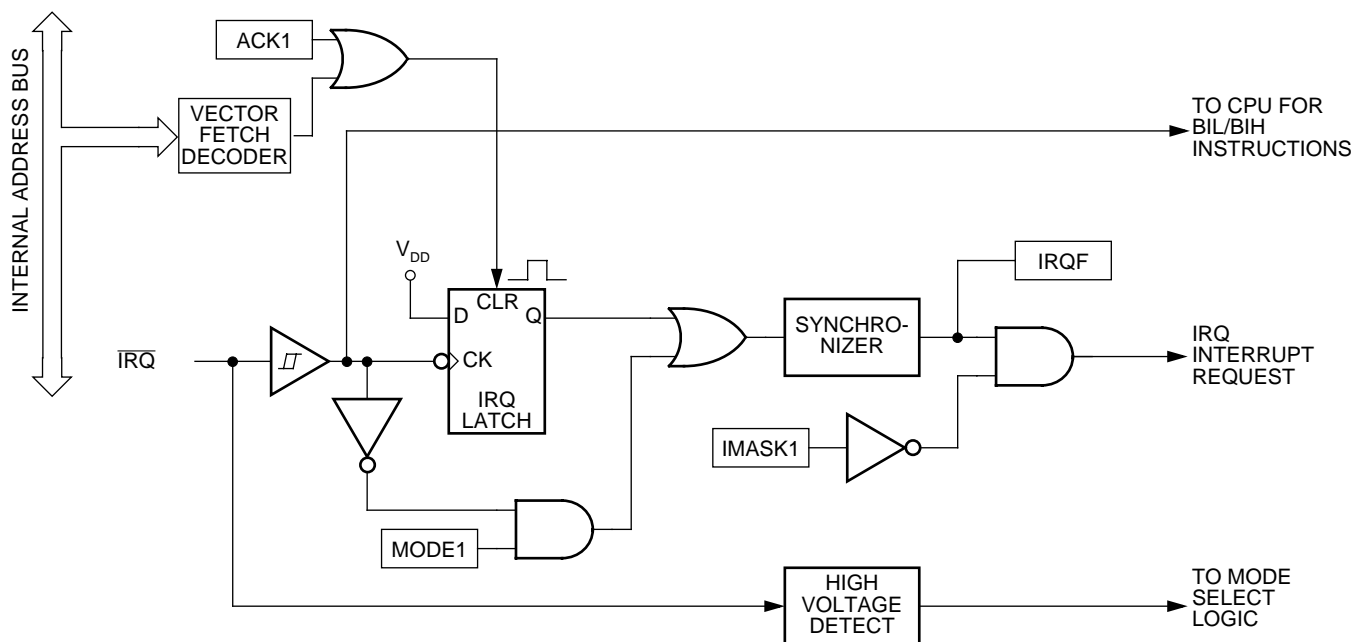 INTERNAL ADDRESS BUS
ACK1
VECTOR
FETCH
DECODER
TO CPU FOR
BIL/BIH
INSTRUCTIONS
VDD
CLR
D
Q
CK
IRQ
LATCH
IRQ
SYNCHRO-
NIZER
IRQF
IRQ
INTERRUPT
REQUEST
IMASK1
MODE1
HIGH
VOLTAGE
DETECT
TO MODE
SELECT
LOGIC